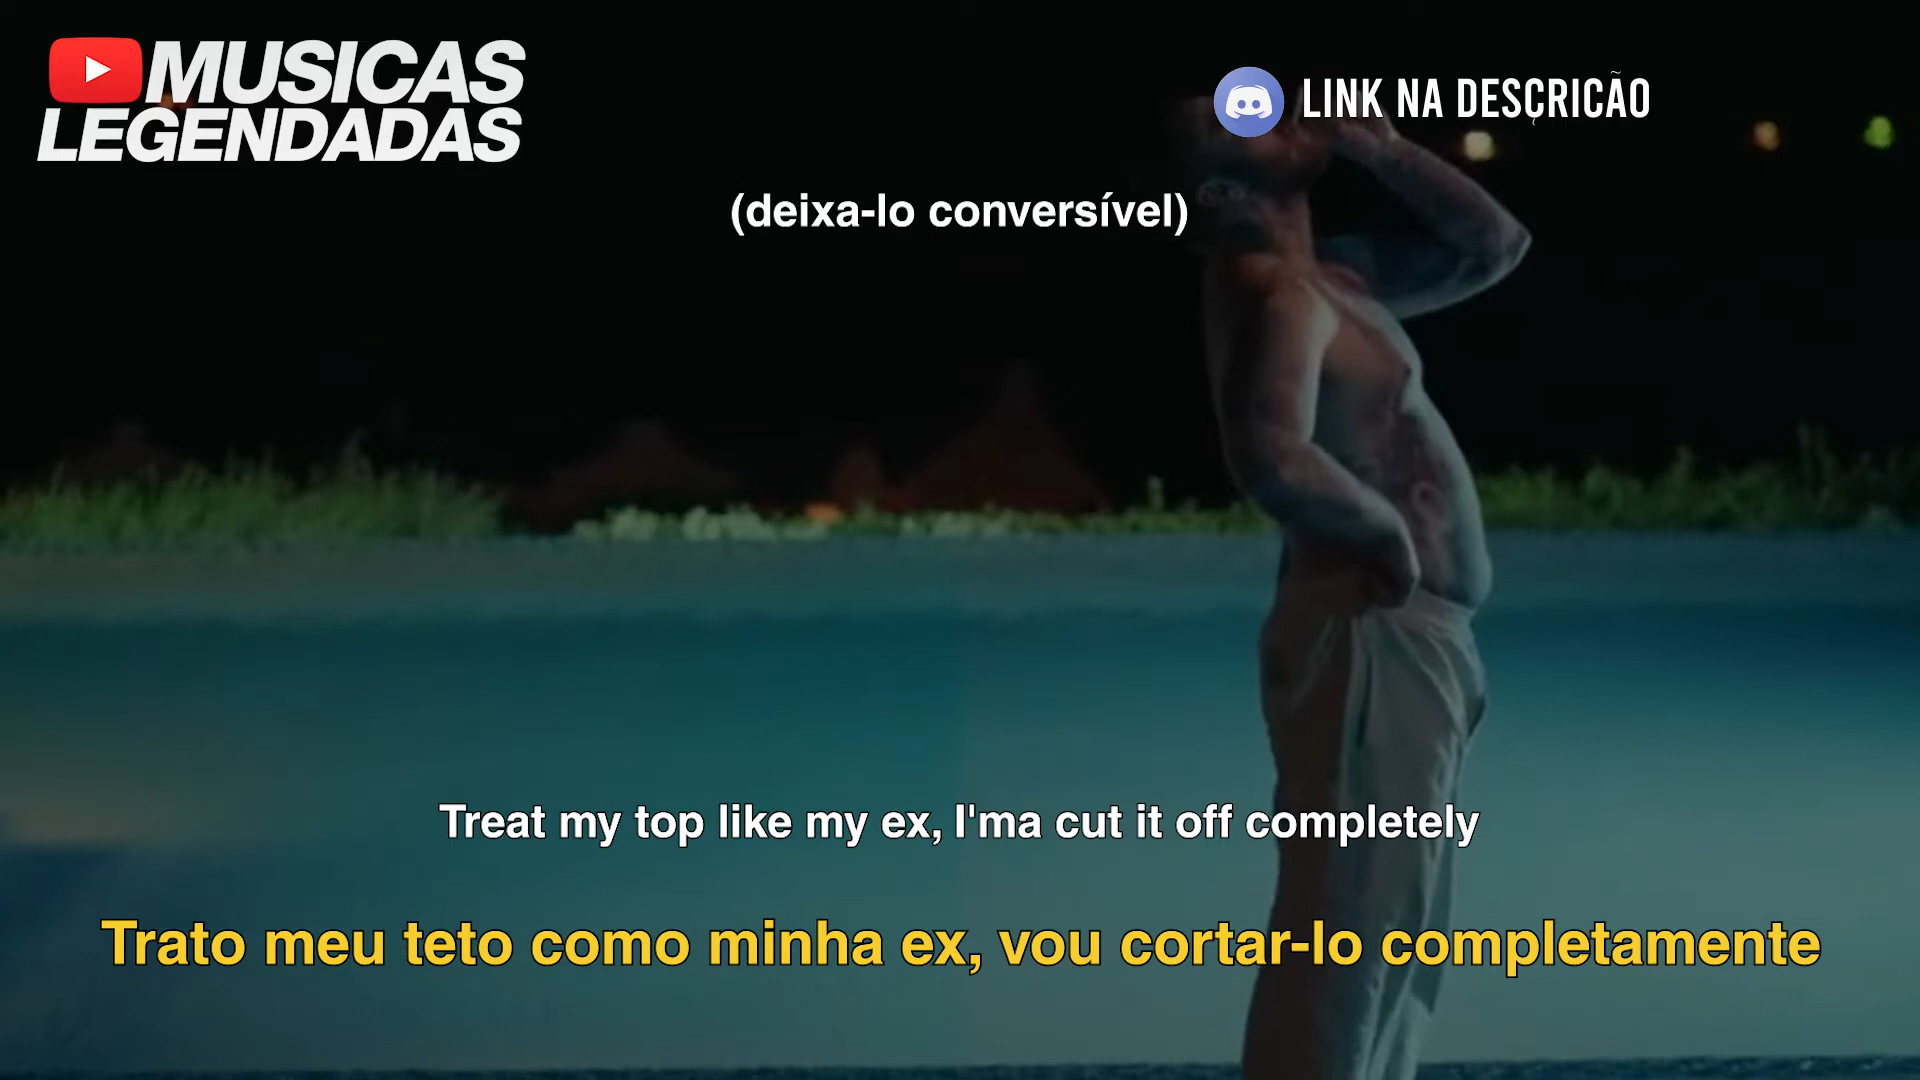 MUSICAS
LEGENDADAS
LINK NA DESCRICÃO
(deixa-lo conversível)
Treat my top like my ex, I'ma cut it off completely
Trato meu teto como minha ex, vou cortar-lo completamente